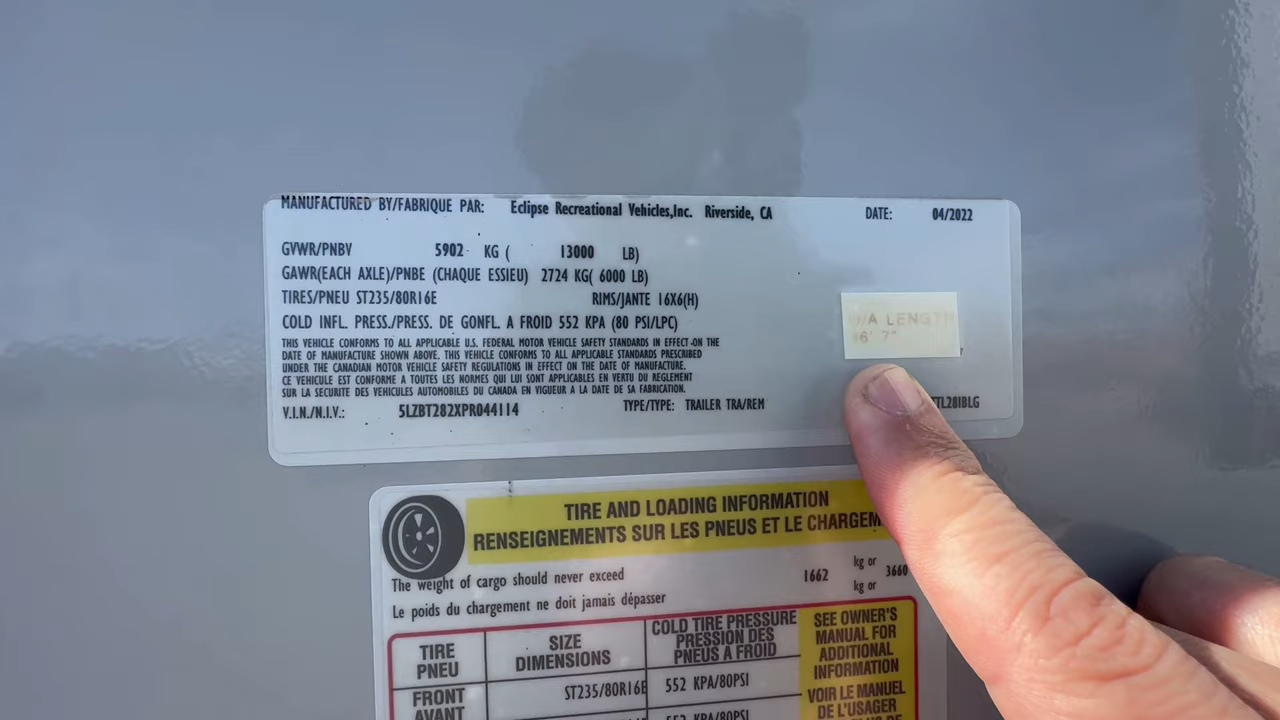 MANUFACTURED BY/FABRIQUE PAR: Eclipse Recreational Vehicles,Inc. Riverside, CA DATE: 04/2022
GVWR/PNBV 5902 KG ( 13000 LB)
GAWR(EACH AXLE)/PNBE (CHAQUE ESSIEU) 2724 KG( 6000 LB)
TIRES/PNEU ST235/80R16E RIMS/JANTE 16X6(H)
COLD INFL. PRESS./PRESS. DE GONFL. A FROID 552 KPA (80 PSI/LPC)
THIS VEHICLE CONFORMS TO ALL APPLICABLE U.S. FEDERAL MOTOR VEHICLE SAFETY STANDARDS IN EFFECT ON THE
DATE OF MANUFACTURE SHOWN ABOVE. THIS VEHICLE CONFORMS TO ALL APPLICABLE STANDARDS PRESCRIBED
UNDER THE CANADIAN MOTOR VEHICLE SAFETY REGULATIONS IN EFFECT ON THE DATE OF MANUFACTURE.
CE VEHICULE EST CONFORME A TOUTES LES NORMES QUI LUI SONT APPLICABLES EN VERTU DU REGLEMENT
SUR LA SECURITE DES VEHICULES AUTOMOBILES DU CANADA EN VIGUEUR A LA DATE DE SA FABRICATION.
V.I.N./N.I.V.: 5LZBT282XPR044114 TYPE/TYPE: TRAILER TRA/REM TL28IBLG
LENGTH
7"
TIRE AND LOADING INFORMATION
RENSEIGNEMENTS SUR LES PNEUS ET LE CHARGEM
The weight of cargo should never exceed 1662 kg or 3660
Le poids du chargement ne doit jamais dépasser kg or
TIRE
PNEU
SIZE
DIMENSIONS
COLD TIRE PRESSURE
PRESSION DES
PNEUS A FROID
SEE OWNER'S
MANUAL FOR
ADDITIONAL
INFORMATION
VOIR LE MANUEL
DE L'USAGER
FRONT
AVANT
ST235/80R16E
552 KPA/80PSI
552 KPA/80PSI